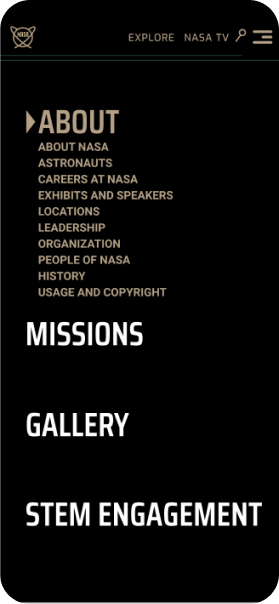 NASA
EXPLORE NASA TV
ABOUT
ABOUT NASA
ASTRONAUTS
CAREERS AT NASA
EXHIBITS AND SPEAKERS
LOCATIONS
LEADERSHIP
ORGANIZATION
PEOPLE OF NASA
HISTORY
USAGE AND COPYRIGHT
MISSIONS
GALLERY
STEM ENGAGEMENT